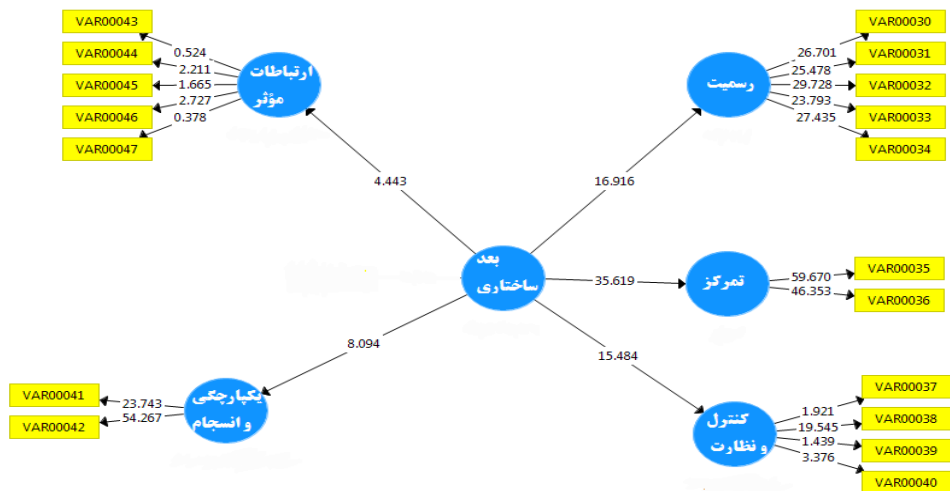 VAR00043
VAR00044
VAR00045
VAR00046
VAR00047
0.524
2.211
1.665
2.727
0.378
ارتباطات
مؤثر
4.443
رسمیت
26.701
25.478
29.728
23.793
27.435
VAR00030
VAR00031
VAR00032
VAR00033
VAR00034
16.916
بعد
ساختاری
35.619
تمرکز
59.670
46.353
VAR00035
VAR00036
8.094
یکپارچگی
و انسجام
23.743
54.267
VAR00041
VAR00042
15.484
کنترل
و نظارت
1.921
19.545
1.439
3.376
VAR00037
VAR00038
VAR00039
VAR00040